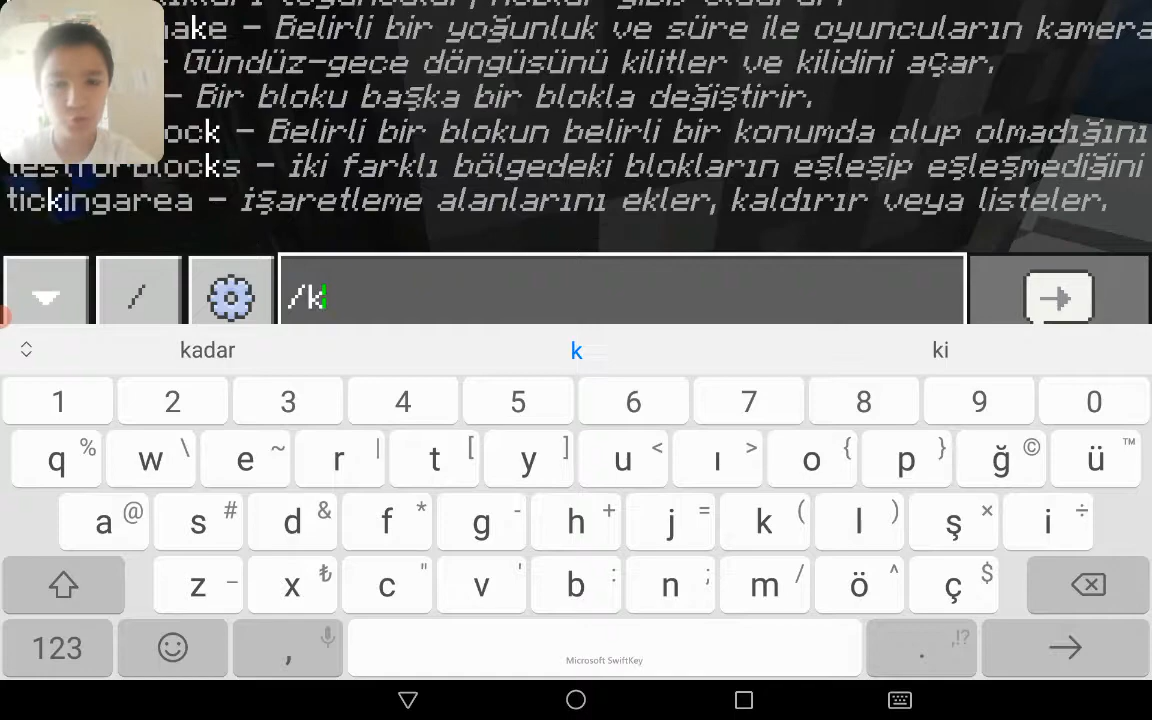 ake - Belirli bir yoğunluk ve süre ile oyuncuların kamera
- Gündüz-gece döngüsünü kilitler ve kilidini açar.
- Bir bloku başka bir blokla değiştirir.
ock - Belirli bir blokun belirli bir konumda olup olmadığını
testforblocks - İki farklı bölgedeki blokların eşleşip eşleşmediğini
tickingarea - İşaretleme alanlarını ekler, kaldırır veya listeler.
/ /k
kadar k ki
1 2 3 4 5 6 7 8 9 0
q % w \ e ~ r | t [ y ] u < ı > o { p } ğ © ü ™
a @ s # d & f * g - h + j = k ( l ) ş × i ÷
z _ x ₺ c " v ' b : n ; m / ö ^ ç $
123 , . ,!?
Microsoft SwiftKey